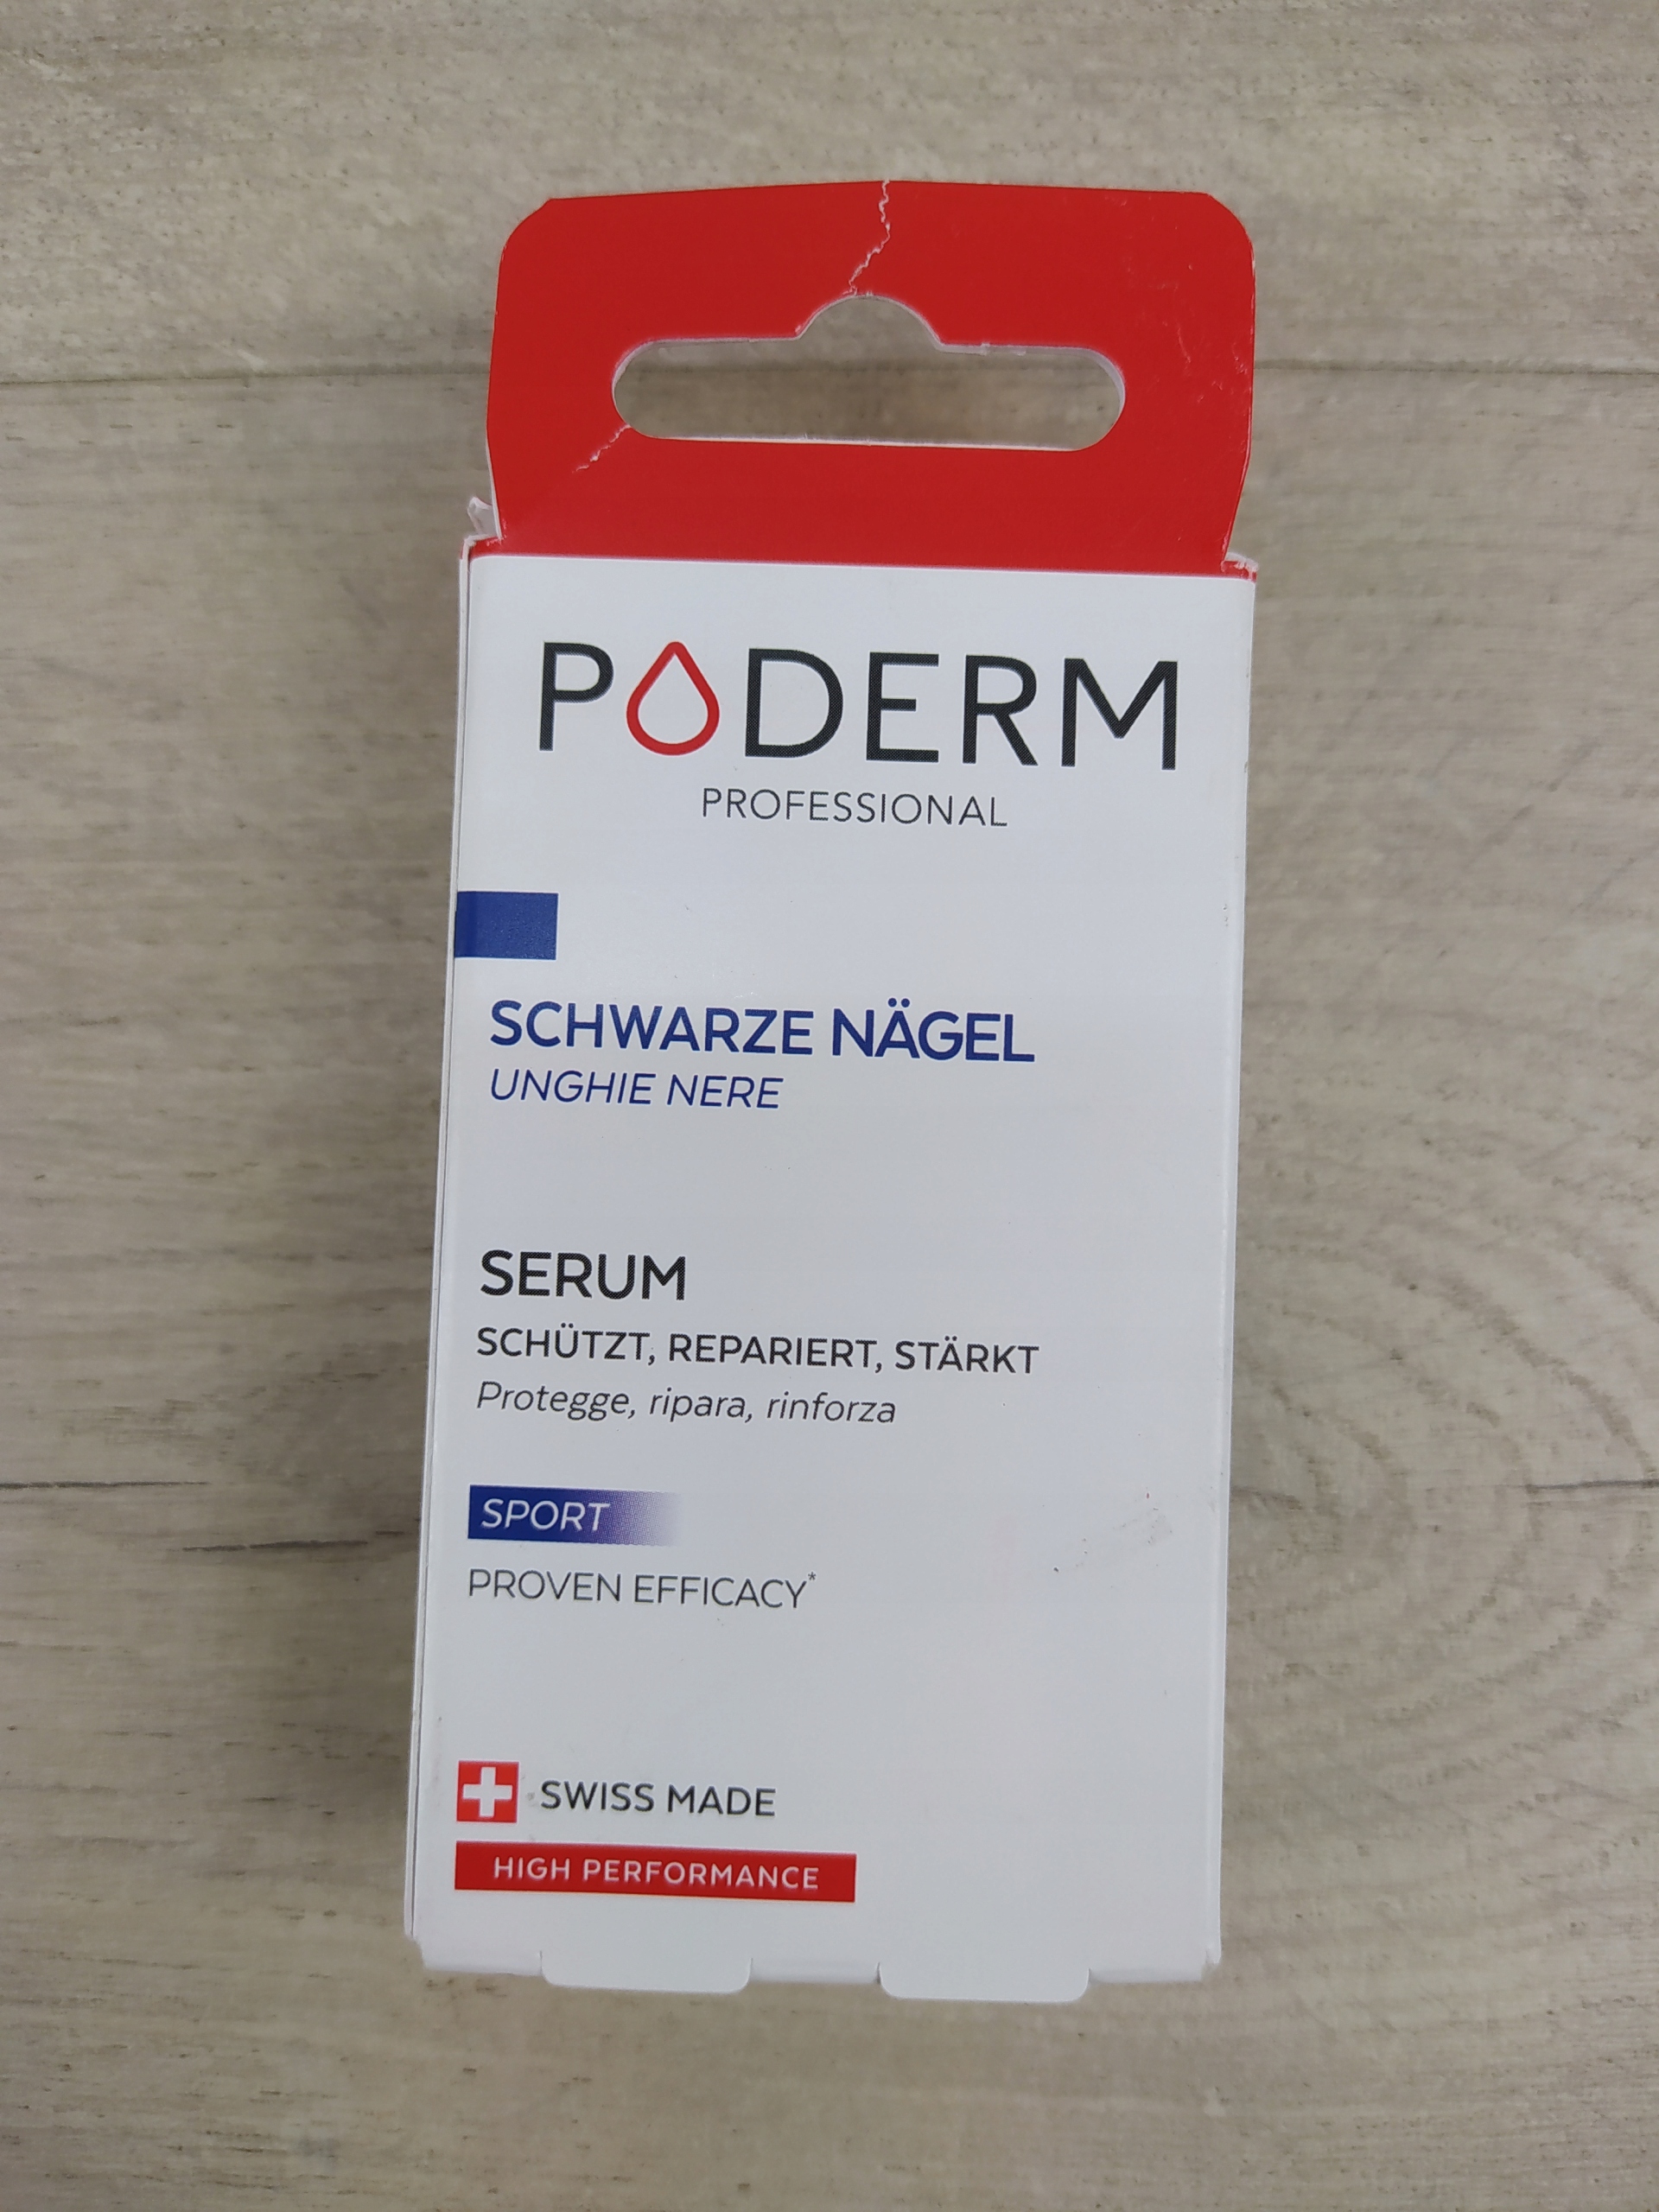 PODERM
PROFESSIONAL
SCHWARZE NÄGEL
UNGHIE NERE
SERUM
SCHÜTZT, REPARIERT, STÄRKT
Protegge, ripara, rinforza
SPORT
PROVEN EFFICACY*
SWISS MADE
HIGH PERFORMANCE